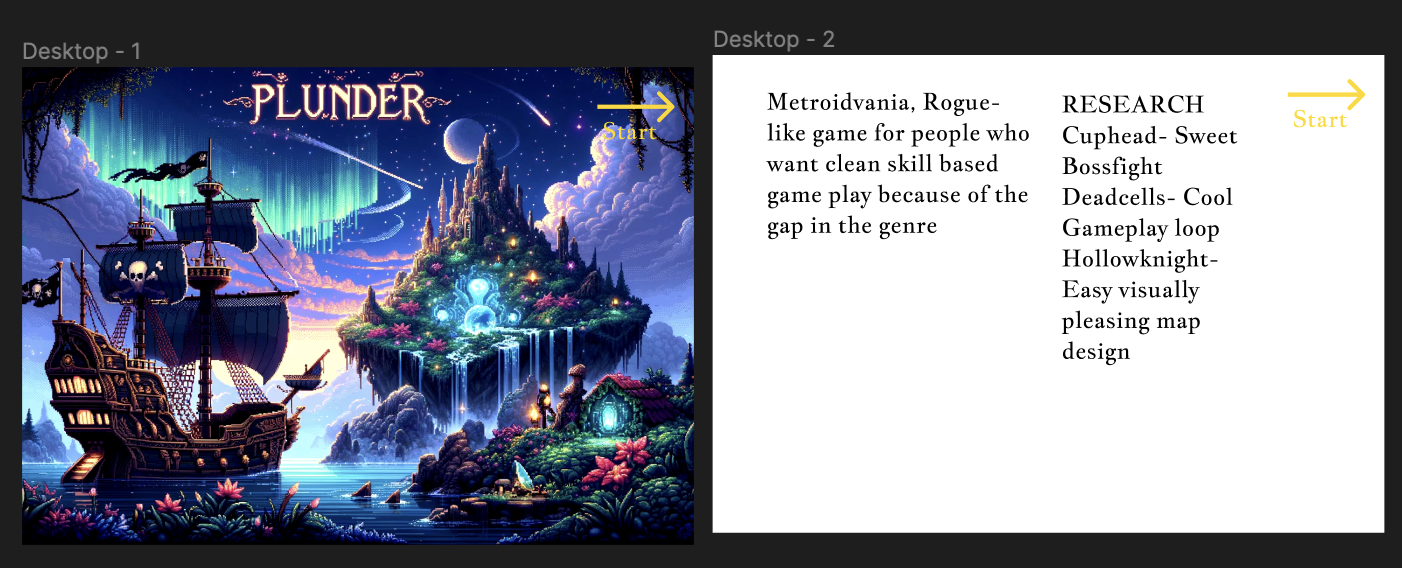 Desktop - 1
PLUNDER
Start
Desktop - 2
Metroidvania, Rogue-
like game for people who
want clean skill based
game play because of the
gap in the genre
RESEARCH
Cuphead- Sweet
Bossfight
Deadcells- Cool
Gameplay loop
Hollowknight-
Easy visually
pleasing map
design
Start